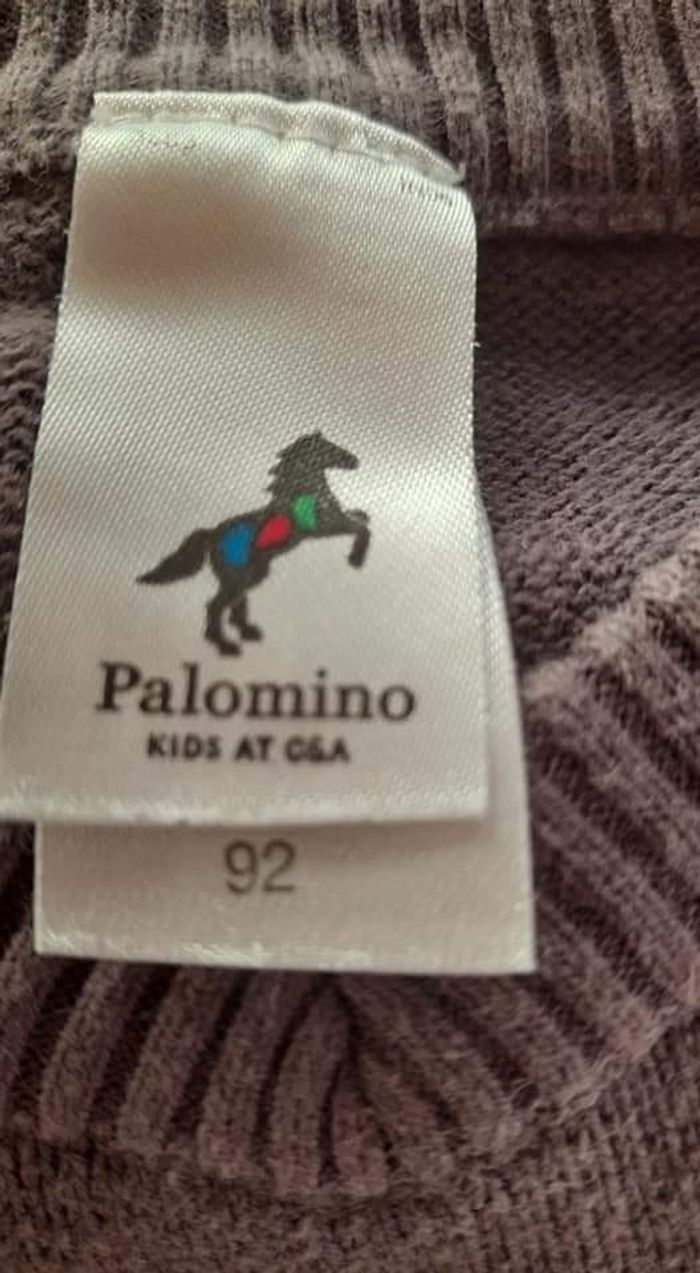 Palomino
KIDS AT C&A
92